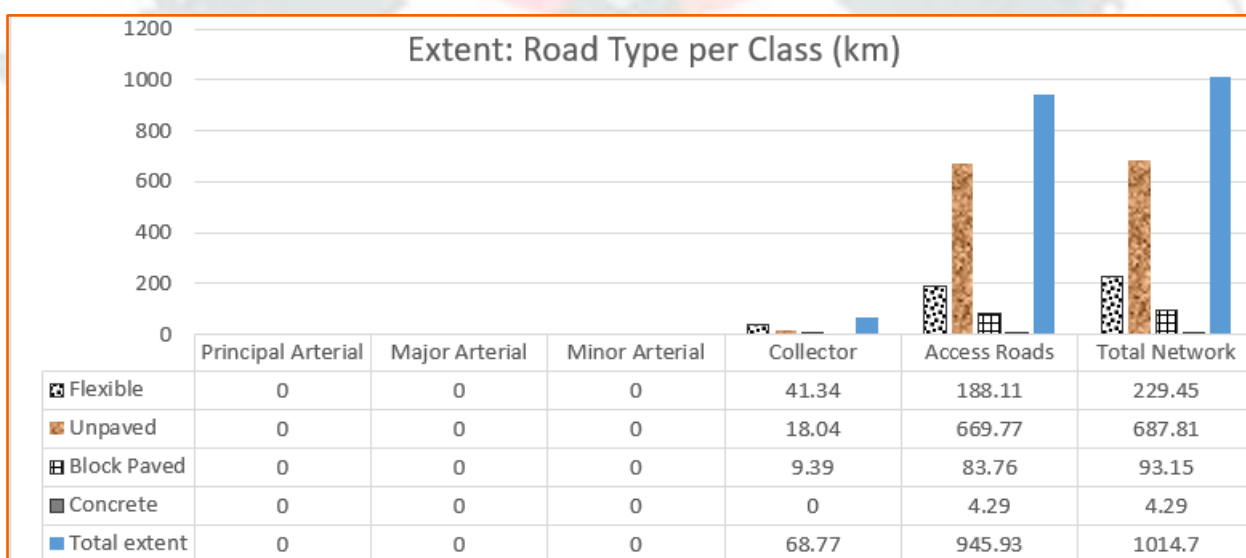 Extent: Road Type per Class (km)
1200
1000
800
600
400
200
0
Principal Arterial Major Arterial Minor Arterial Collector Access Roads Total Network
Flexible 0 0 0 41.34 188.11 229.45
Unpaved 0 0 0 18.04 669.77 687.81
Block Paved 0 0 0 9.39 83.76 93.15
Concrete 0 0 0 0 4.29 4.29
Total extent 0 0 0 68.77 945.93 1014.7